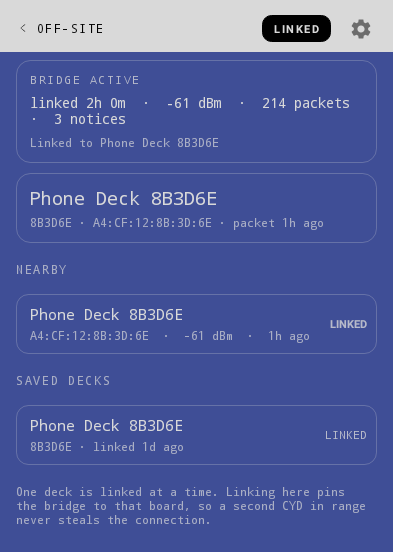 OFF-SITE
LINKED
BRIDGE ACTIVE
linked 2h 0m · -61 dBm · 214 packets
· 3 notices
Linked to Phone Deck 8B3D6E
Phone Deck 8B3D6E
8B3D6E · A4:CF:12:8B:3D:6E · packet 1h ago
NEARBY
Phone Deck 8B3D6E
LINKED
A4:CF:12:8B:3D:6E · -61 dBm · 1h ago
SAVED DECKS
Phone Deck 8B3D6E
LINKED
8B3D6E · linked 1d ago
One deck is linked at a time. Linking here pins
the bridge to that board, so a second CYD in range
never steals the connection.